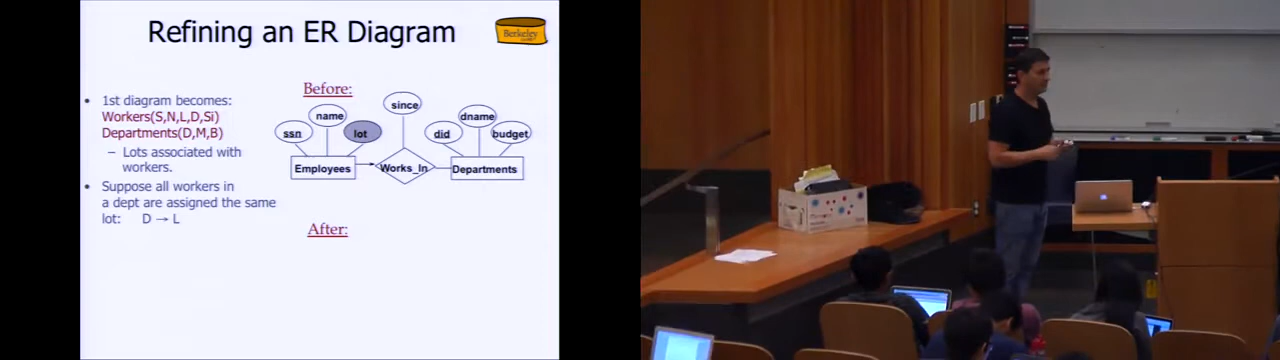 Refining an ER Diagram
Berkeley
• 1st diagram becomes:
Workers(S,N,L,D,Si)
Departments(D,M,B)
– Lots associated with
workers.
• Suppose all workers in
a dept are assigned the same
lot: D → L
Before:
since
name
dname
ssn
lot
did
budget
Employees
Works_In
Departments
After: